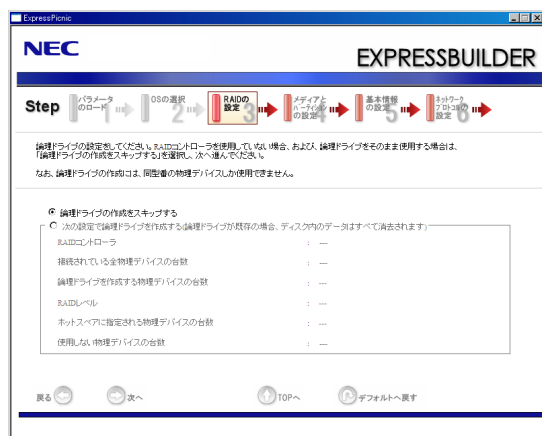 ExpressPicnic
NEC
EXPRESSBUILDER
Step パラメータのロード 1 OSの選択 2 RAIDの設定 3 メディアとパーティションの設定 4 基本情報の設定 5 ネットワークプロトコルの設定 6
論理ドライブの設定をしてください。RAIDコントローラを使用していない場合、および、論理ドライブをそのまま使用する場合は、
「論理ドライブの作成をスキップする」を選択し、次へ進んでください。
なお、論理ドライブの作成には、同型番の物理デバイスしか使用できません。
論理ドライブの作成をスキップする
次の設定で論理ドライブを作成する(論理ドライブが既存の場合、ディスク内のデータはすべて消去されます)
RAIDコントローラ : ---
接続されている全物理デバイスの台数 : ---
論理ドライブを作成する物理デバイスの台数 : ---
RAIDレベル : ---
ホットスペアに指定される物理デバイスの台数 : ---
使用しない物理デバイスの台数 : ---
戻る 次へ TOPへ デフォルトへ戻す